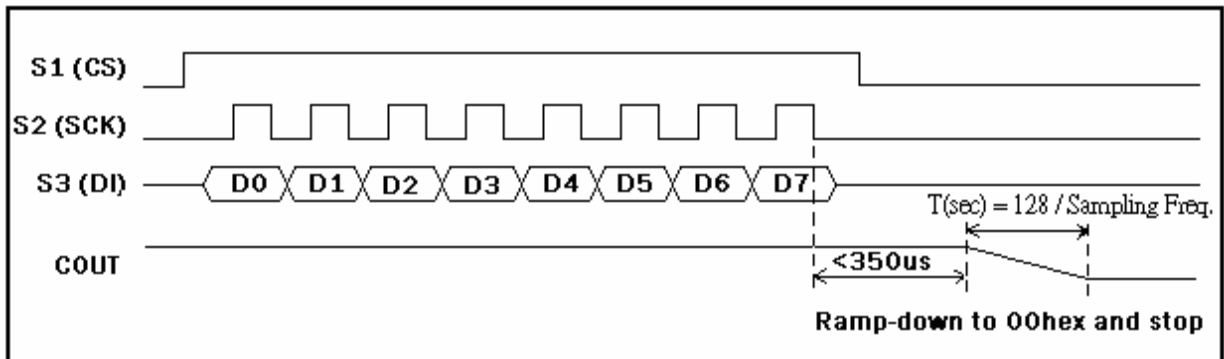 S1 (CS)
S2 (SCK)
S3 (DI)
D0 D1 D2 D3 D4 D5 D6 D7
T(sec) = 128 / Sampling Freq.
COUT
<350us
Ramp-down to 00hex and stop